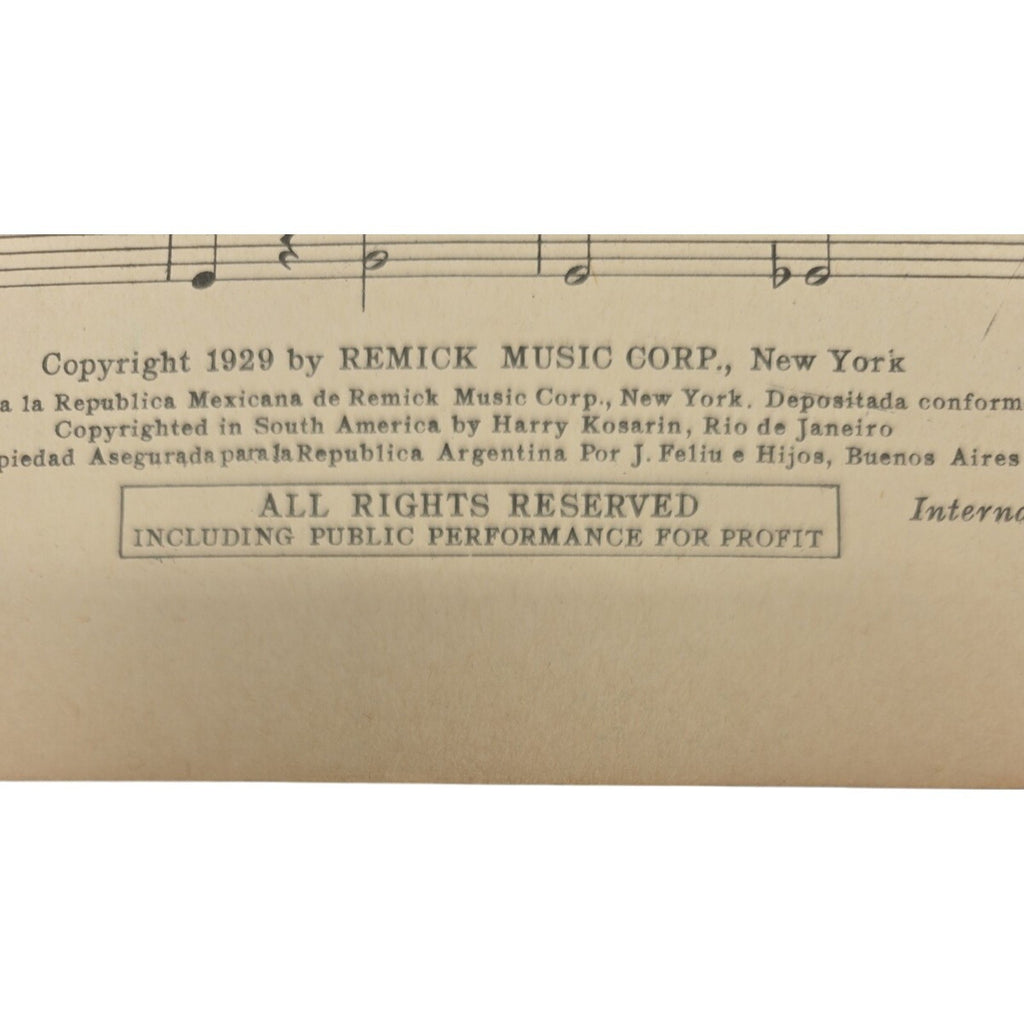 Copyright 1929 by REMICK MUSIC CORP., New York
a la Republica Mexicana de Remick Music Corp., New York. Depositada conform
Copyrighted in South America by Harry Kosarin, Rio de Janeiro
piedad Asegurada para la Republica Argentina Por J. Feliu e Hijos, Buenos Aires
ALL RIGHTS RESERVED
INCLUDING PUBLIC PERFORMANCE FOR PROFIT
Interna